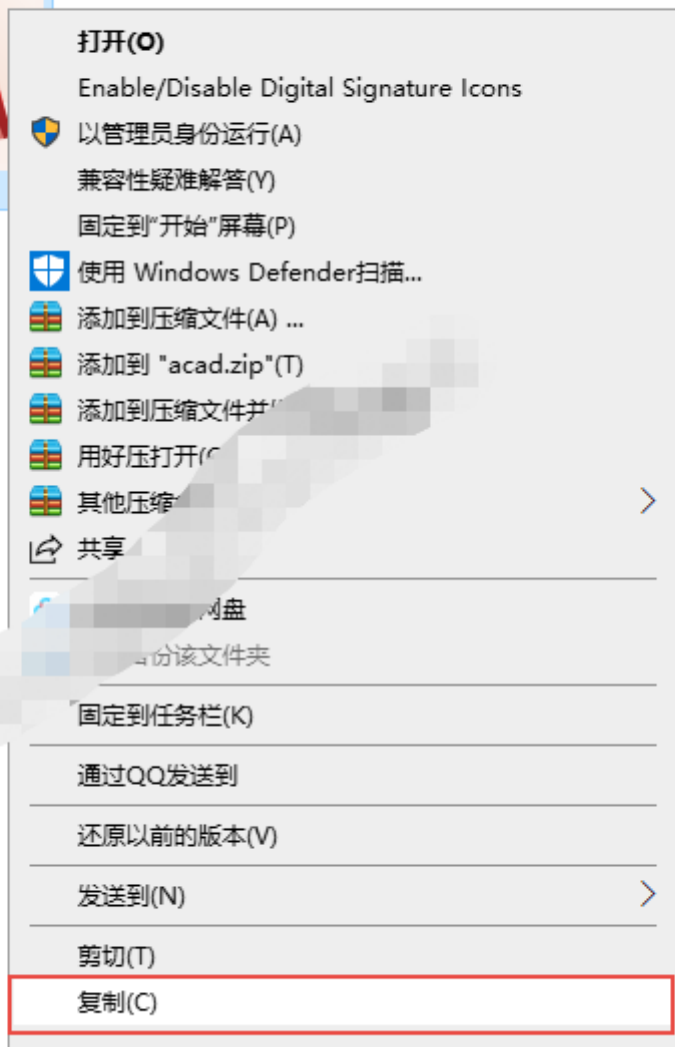 打开(O)
Enable/Disable Digital Signature Icons
以管理员身份运行(A)
兼容性疑难解答(Y)
固定到"开始"屏幕(P)
使用 Windows Defender扫描...
添加到压缩文件(A) ...
添加到 "acad.zip"(T)
添加到压缩文件并
用好压打开(
其他压缩
共享
网盘
份该文件夹
固定到任务栏(K)
通过QQ发送到
还原以前的版本(V)
发送到(N)
剪切(T)
复制(C)